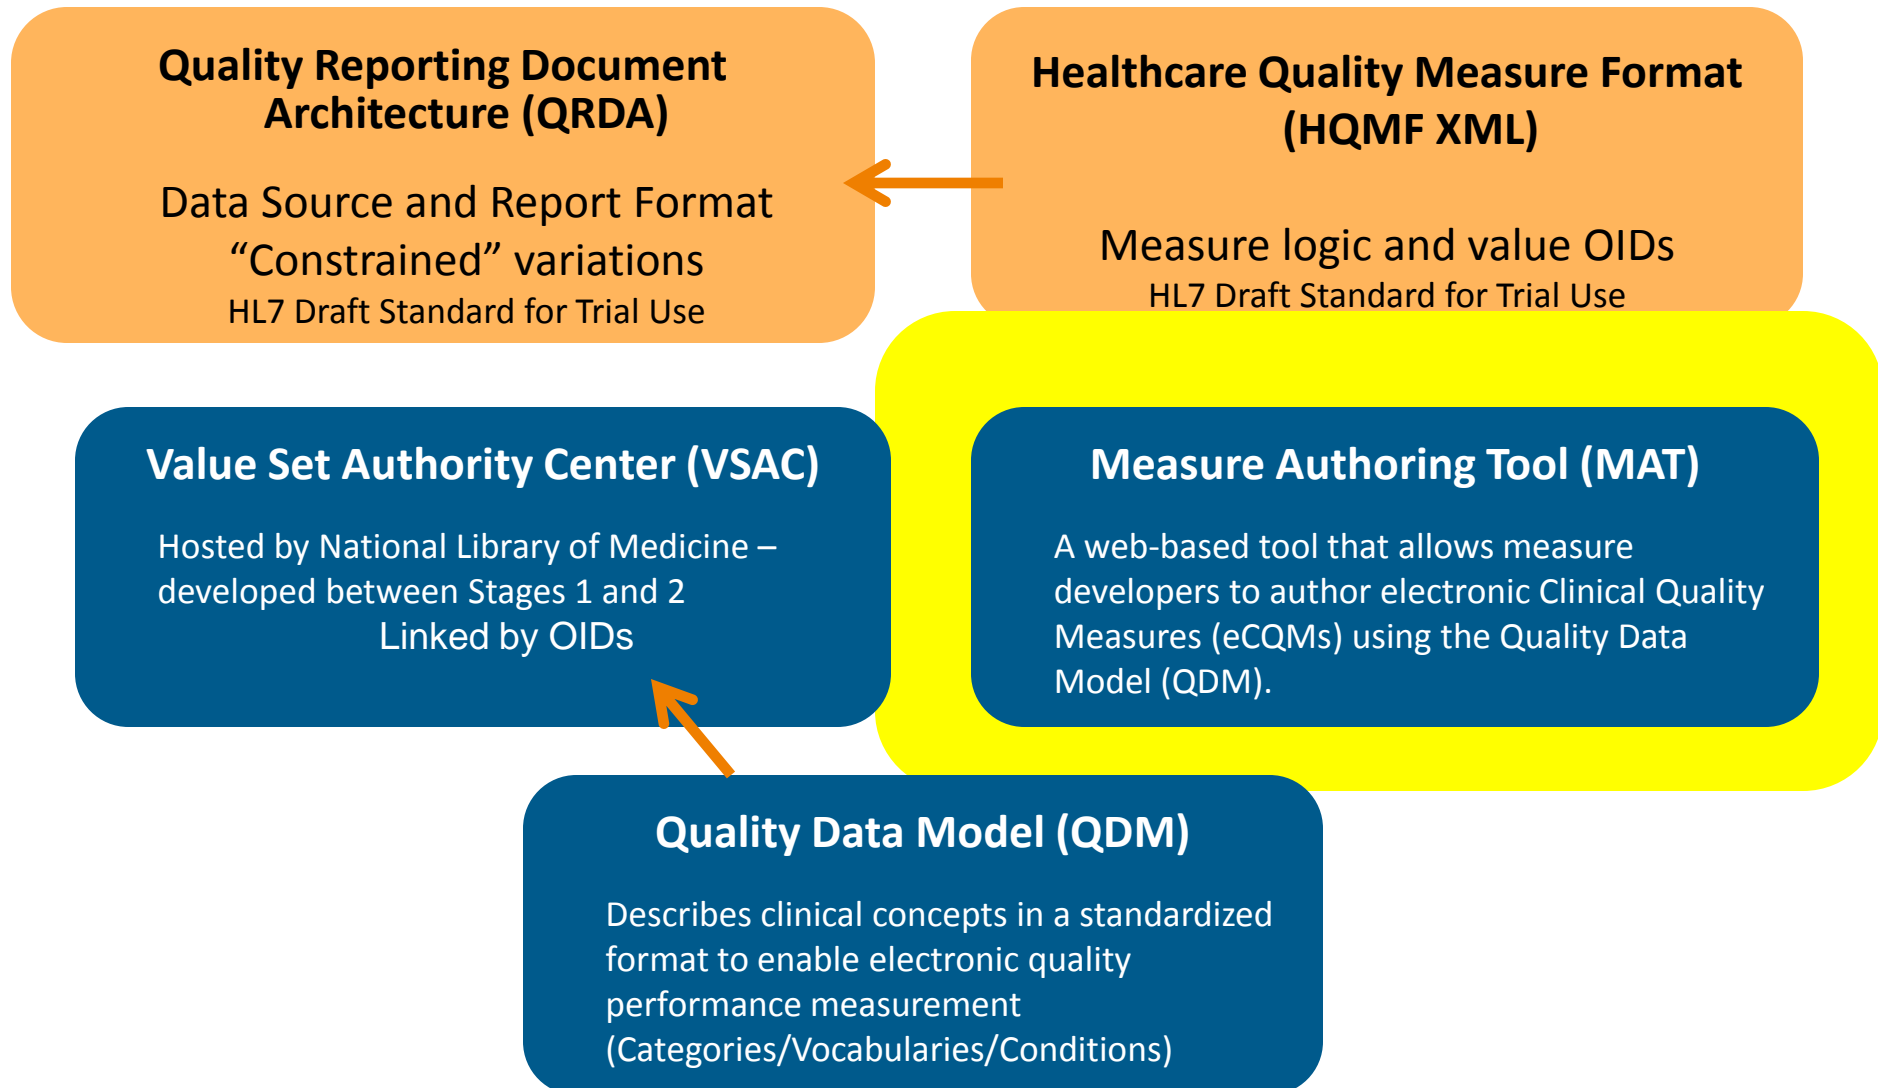 Quality Reporting Document
Architecture (QRDA)
Data Source and Report Format
“Constrained” variations
HL7 Draft Standard for Trial Use
Healthcare Quality Measure Format
(HQMF XML)
Measure logic and value OIDs
HL7 Draft Standard for Trial Use
Value Set Authority Center (VSAC)
Hosted by National Library of Medicine –
developed between Stages 1 and 2
Linked by OIDs
Measure Authoring Tool (MAT)
A web-based tool that allows measure
developers to author electronic Clinical Quality
Measures (eCQMs) using the Quality Data
Model (QDM).
Quality Data Model (QDM)
Describes clinical concepts in a standardized
format to enable electronic quality
performance measurement
(Categories/Vocabularies/Conditions)